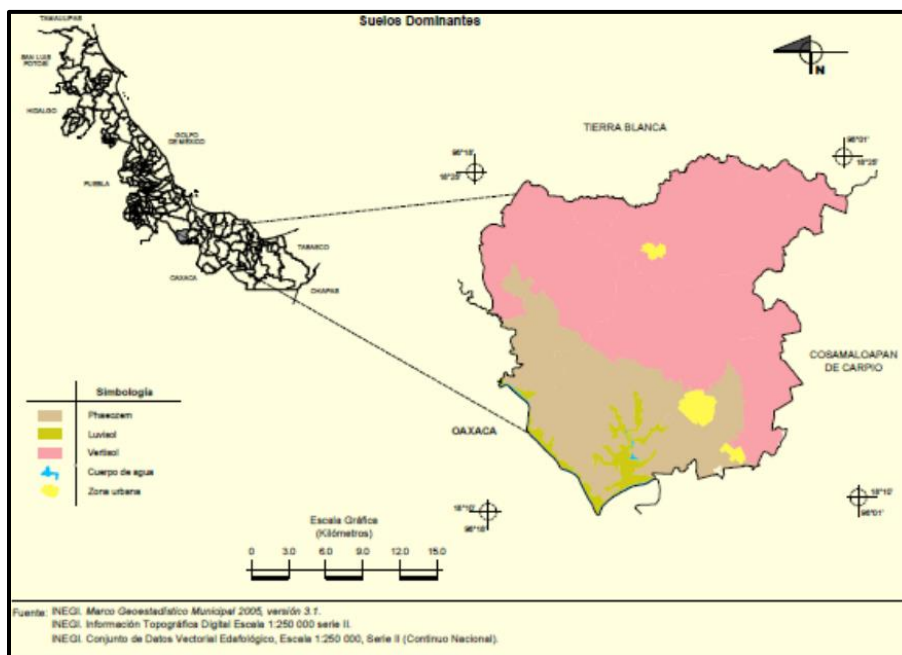 Suelos Dominantes
TAMAULIPAS
SAN LUIS
POTOSÍ
HIDALGO
GOLFO
DE MÉXICO
PUEBLA
TABASCO
OAXACA
CHIAPAS
N
TIERRA BLANCA
96°18'
18°25'
96°01'
18°25'
COSAMALOAPAN
DE CARPIO
OAXACA
18°10'
96°18'
18°10'
96°01'
Simbología
Phaeozem
Luvisol
Vertisol
Cuerpo de agua
Zona urbana
Escala Gráfica
(Kilómetros)
0 3.0 6.0 9.0 12.0 15.0
Fuente: INEGI. Marco Geoestadístico Municipal 2005, versión 3.1.
INEGI. Información Topográfica Digital Escala 1:250 000 serie II.
INEGI. Conjunto de Datos Vectorial Edafológico, Escala 1:250 000, Serie II (Continuo Nacional).